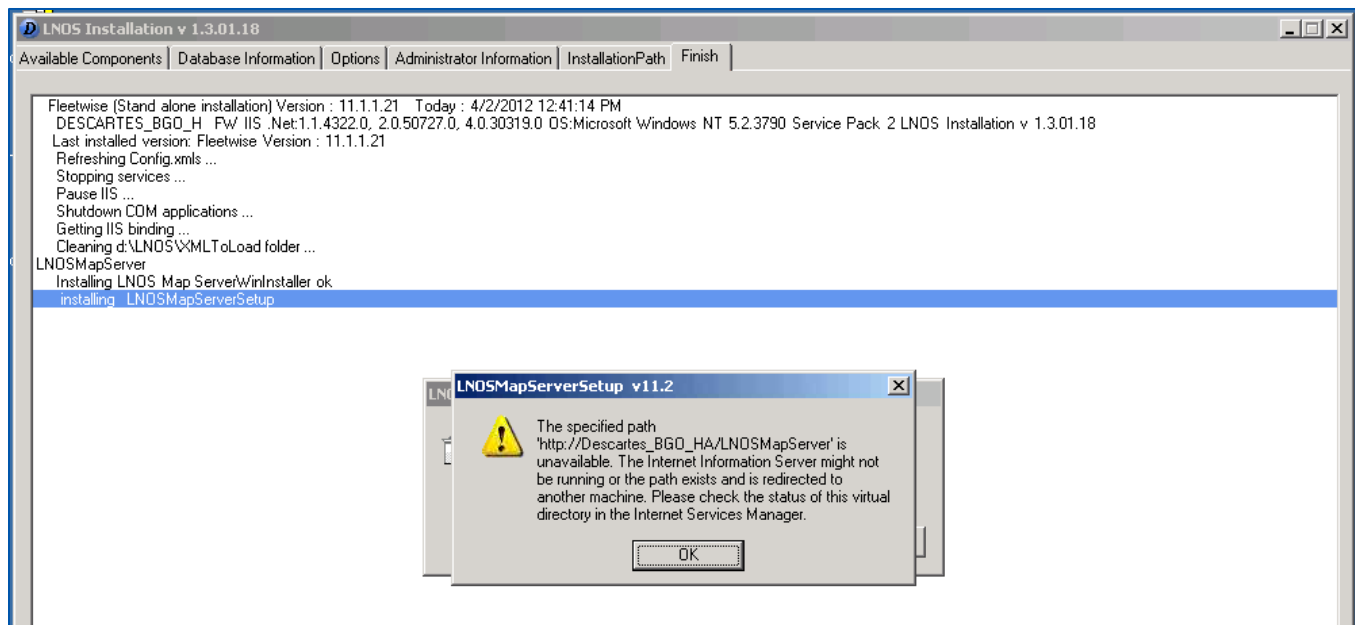 LNOS Installation v 1.3.01.18
Available Components Database Information Options Administrator Information InstallationPath Finish
Fleetwise (Stand alone installation) Version : 11.1.1.21 Today : 4/2/2012 12:41:14 PM
DESCARTES_BGO_H FW IIS .Net:1.1.4322.0, 2.0.50727.0, 4.0.30319.0 OS:Microsoft Windows NT 5.2.3790 Service Pack 2 LNOS Installation v 1.3.01.18
Last installed version: Fleetwise Version : 11.1.1.21
Refreshing Config.xmls ...
Stopping services ...
Pause IIS ...
Shutdown COM applications ...
Getting IIS binding ...
Cleaning d:\LNOS\XMLToLoad folder ...
LNOSMapServer
Installing LNOS Map ServerWinInstaller ok
installing LNOSMapServerSetup
LNOSMapServerSetup v11.2
The specified path
'http://Descartes_BGO_HA/LNOSMapServer' is
unavailable. The Internet Information Server might not
be running or the path exists and is redirected to
another machine. Please check the status of this virtual
directory in the Internet Services Manager.
OK